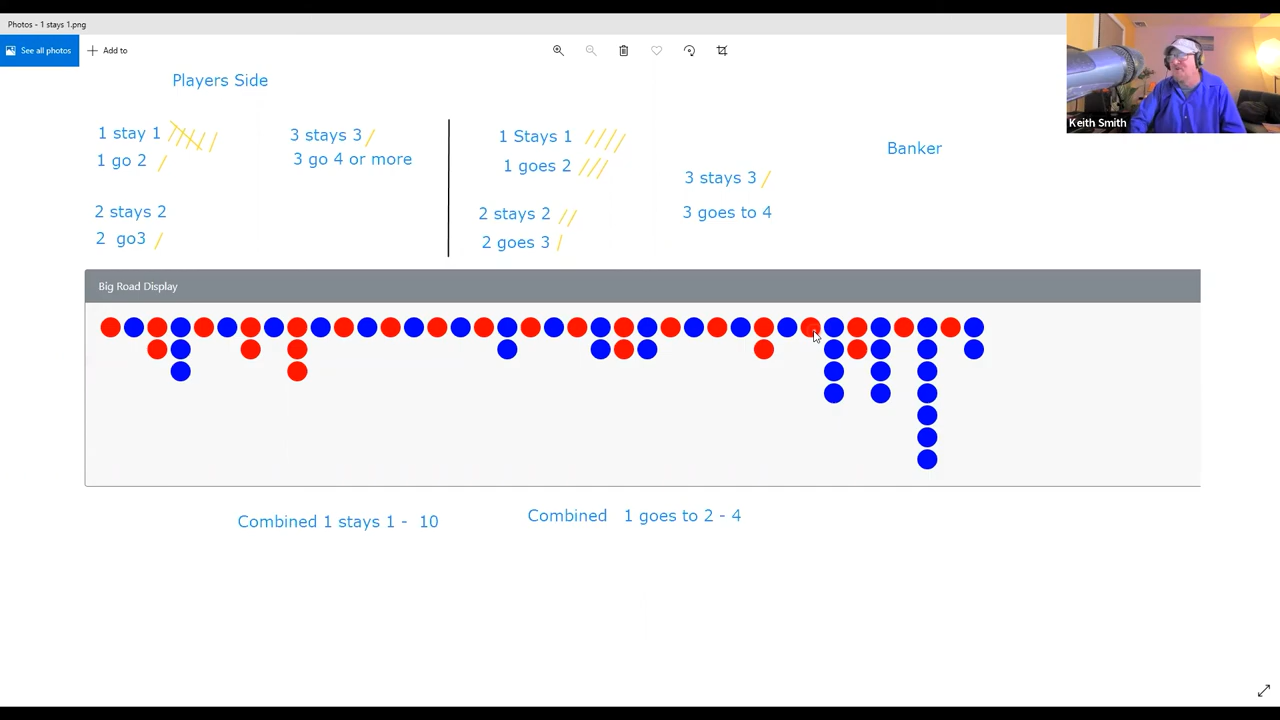 Photos - 1 stays 1.png
See all photos
Add to
Keith Smith
Players Side
1 stay 1
1 go 2
3 stays 3
3 go 4 or more
2 stays 2
2 go3
1 Stays 1
1 goes 2
Banker
3 stays 3
3 goes to 4
2 stays 2
2 goes 3
Big Road Display
Combined 1 stays 1 - 10
Combined 1 goes to 2 - 4